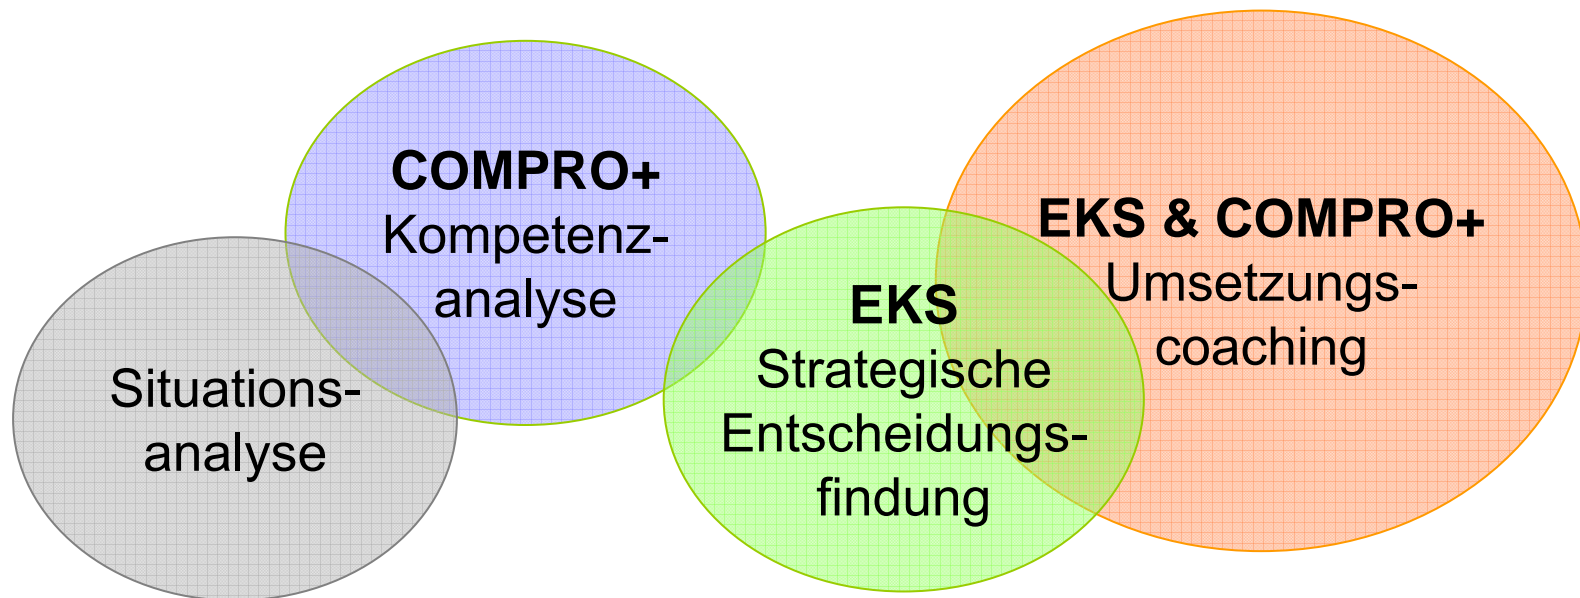 Situations-
analyse
COMPRO+
Kompetenz-
analyse
EKS
Strategische
Entscheidungs-
findung
EKS & COMPRO+
Umsetzungs-
coaching